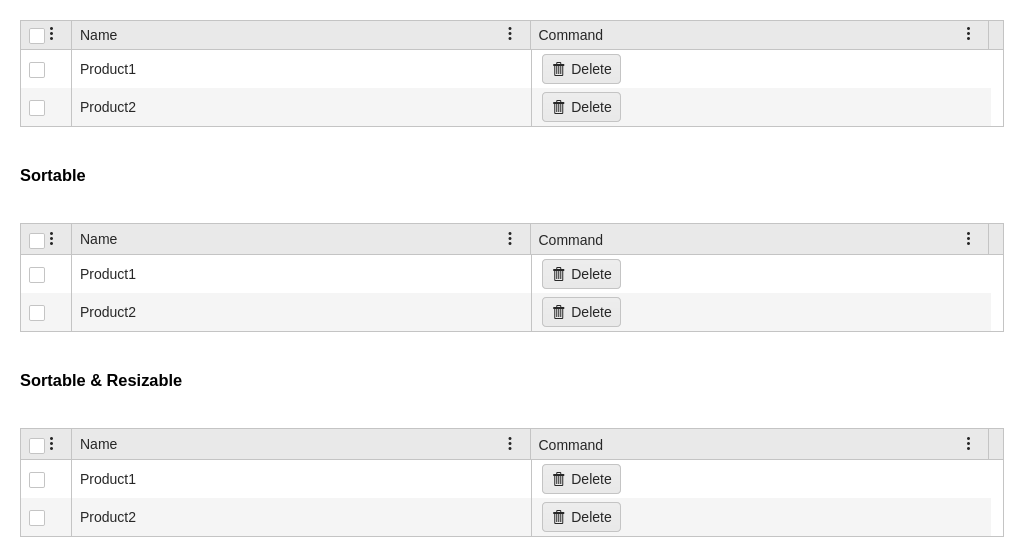 Name Command
Product1 Delete
Product2 Delete
Sortable
Name Command
Product1 Delete
Product2 Delete
Sortable & Resizable
Name Command
Product1 Delete
Product2 Delete